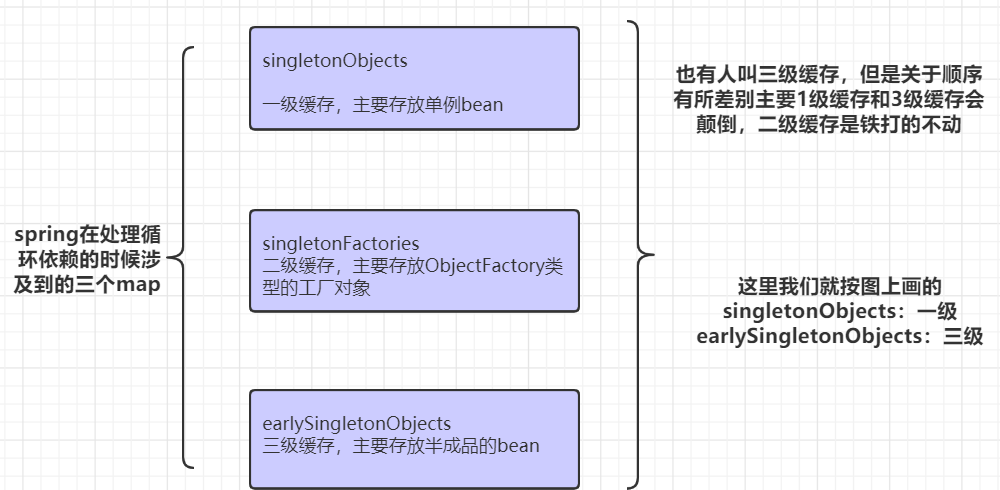 spring在处理循
环依赖的时候涉
及到的三个map
singletonObjects
一级缓存，主要存放单例bean
singletonFactories
二级缓存，主要存放ObjectFactory类
型的工厂对象
earlySingletonObjects
三级缓存，主要存放半成品的bean
也有人叫三级缓存，但是关于顺序
有所差别主要1级缓存和3级缓存会
颠倒，二级缓存是铁打的不动
这里我们就按图上画的
singletonObjects：一级
earlySingletonObjects：三级